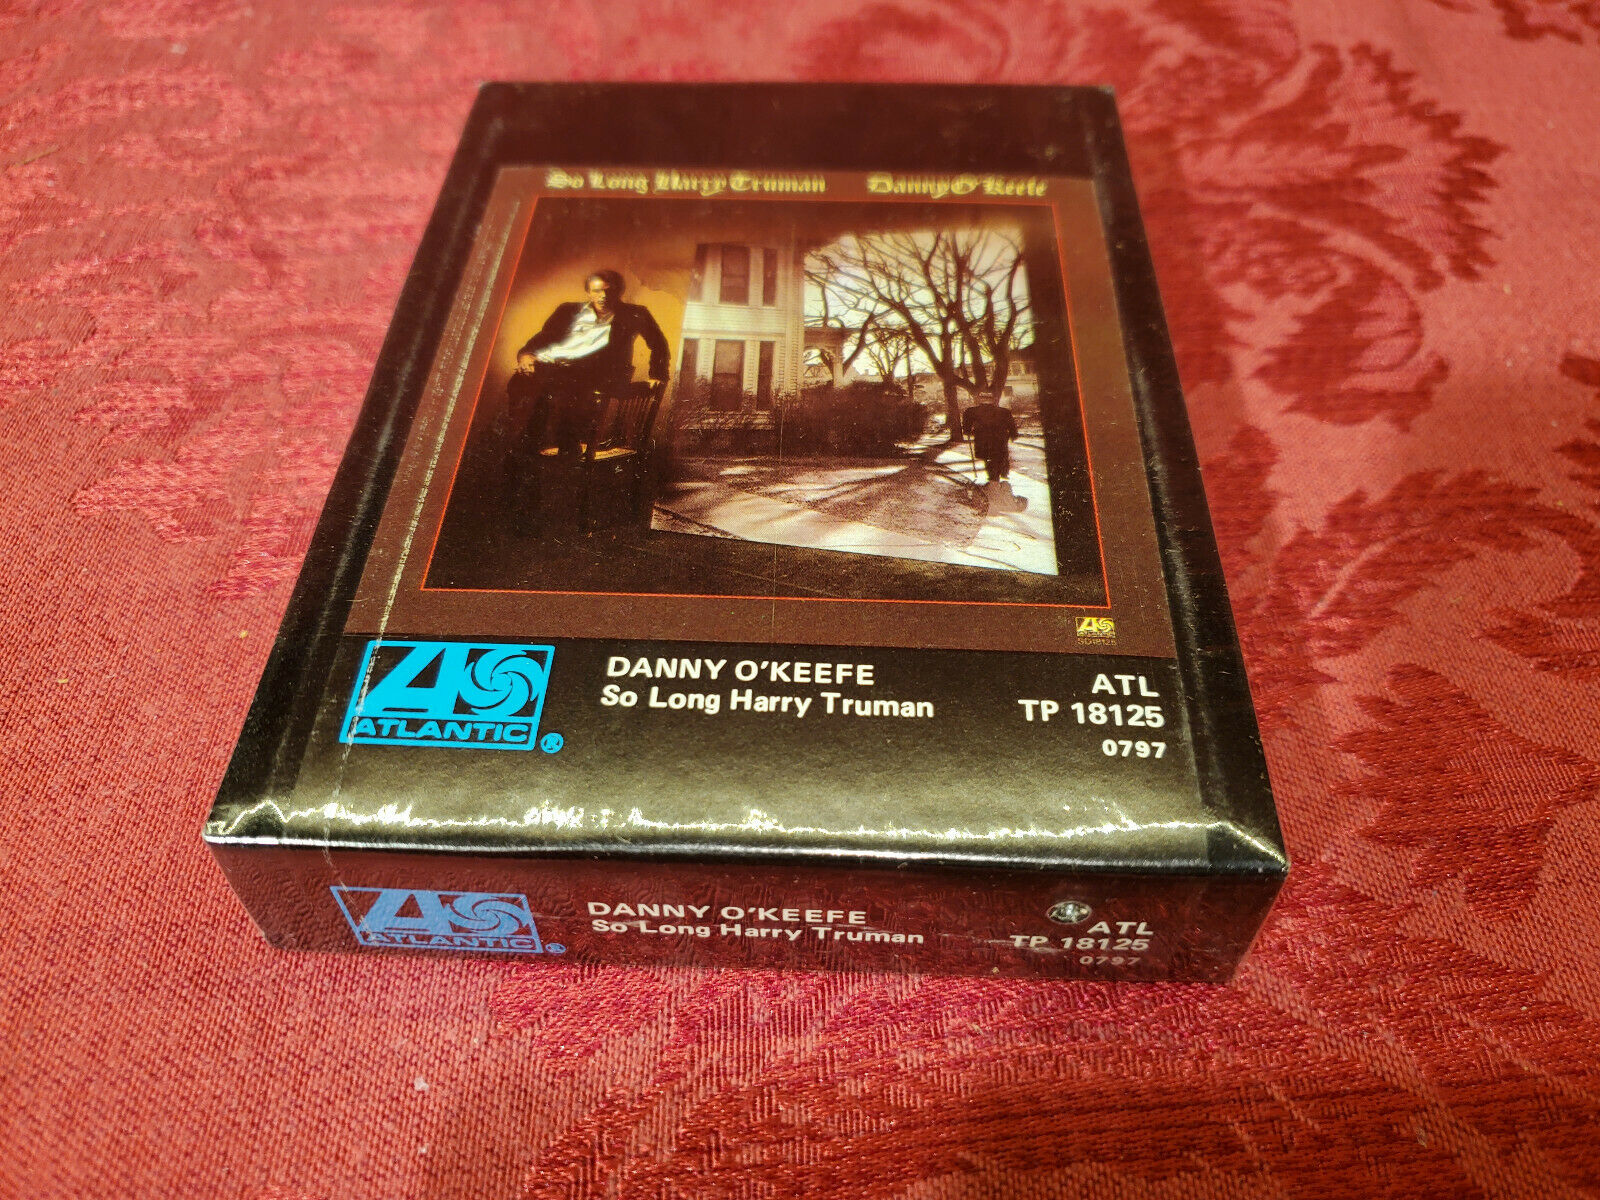 So Long Harry Truman Danny O'Keefe
SD18125
ATLANTIC
DANNY O'KEEFE
So Long Harry Truman
ATL
TP 18125
0797
ATLANTIC
DANNY O'KEEFE
So Long Harry Truman
ATL
TP 18125
0797